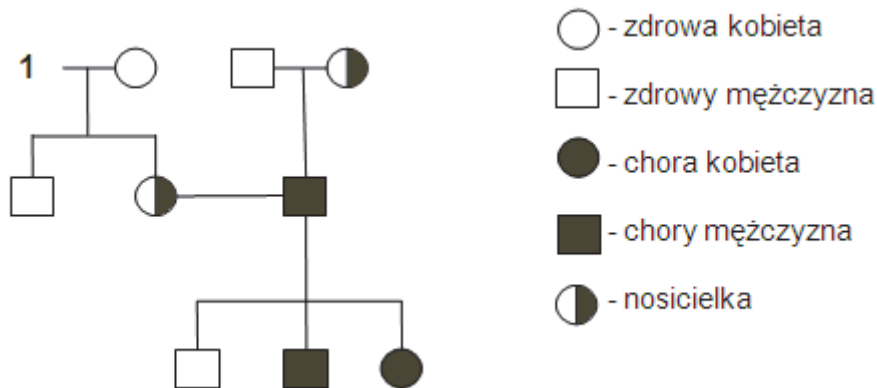 1
- zdrowa kobieta
- zdrowy mężczyzna
- chora kobieta
- chory mężczyzna
- nosicielka